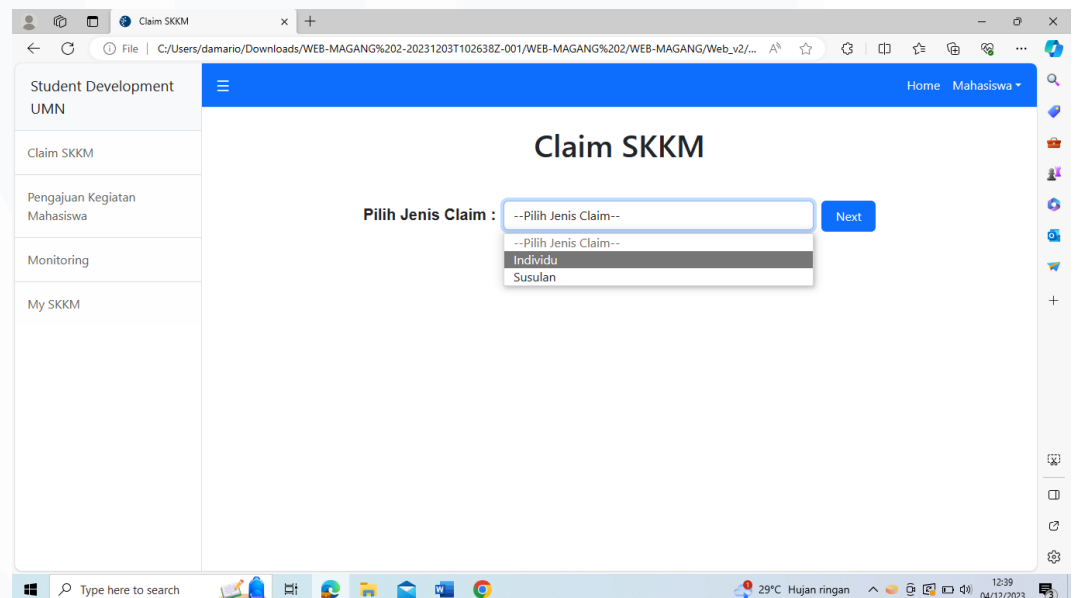 Claim SKKM
File
C:/Users/damario/Downloads/WEB-MAGANG%202-20231203T102638Z-001/WEB-MAGANG%202/WEB-MAGANG/Web_v2/...
Student Development
UMN
Home Mahasiswa
Claim SKKM
Claim SKKM
Pengajuan Kegiatan
Mahasiswa
Monitoring
My SKKM
Pilih Jenis Claim : --Pilih Jenis Claim-- Next
--Pilih Jenis Claim--
Individu
Susulan
Type here to search
29°C Hujan ringan
12:39
04/12/2023